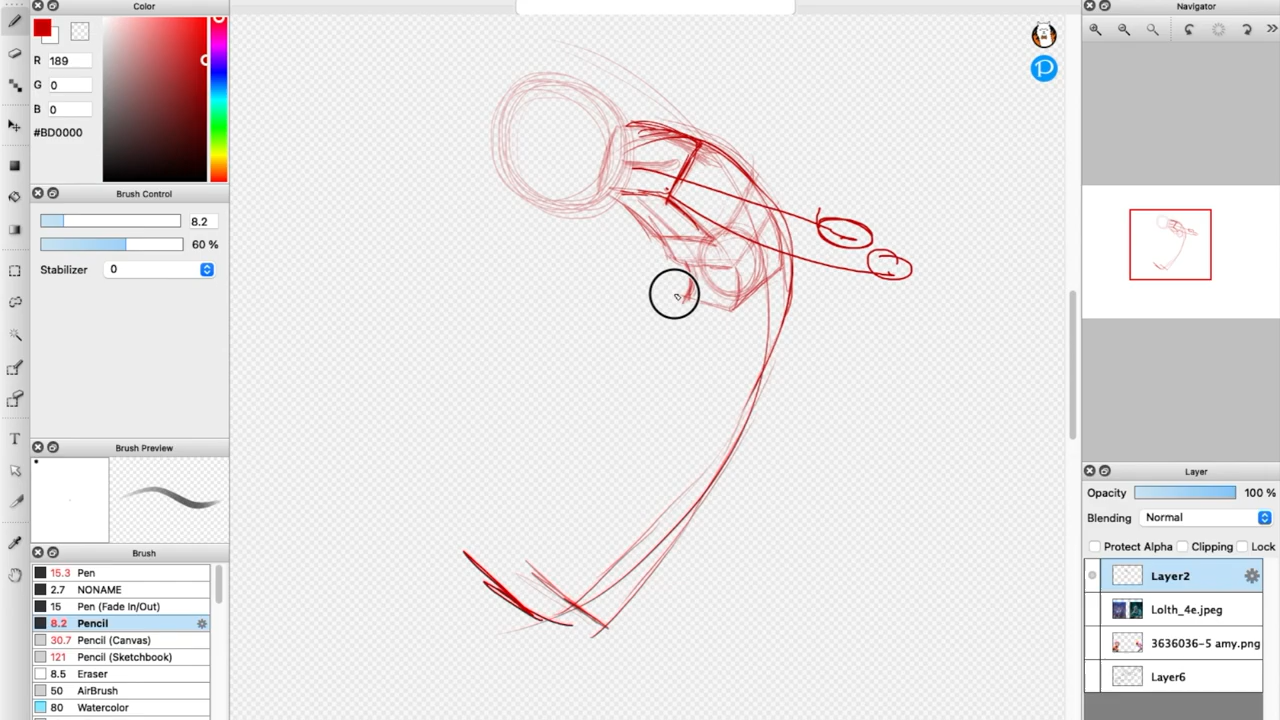 Color
R 189
G 0
B 0
#BD0000
Brush Control
8.2
60 %
Stabilizer 0
Brush Preview
Brush
15.3 Pen
2.7 NONAME
15 Pen (Fade In/Out)
8.2 Pencil
30.7 Pencil (Canvas)
121 Pencil (Sketchbook)
8.5 Eraser
50 AirBrush
80 Watercolor
T
P
Navigator
Layer
Opacity 100 %
Blending Normal
Protect Alpha Clipping Lock
Layer2
Lolth_4e.jpeg
3636036-5 amy.png
Layer6